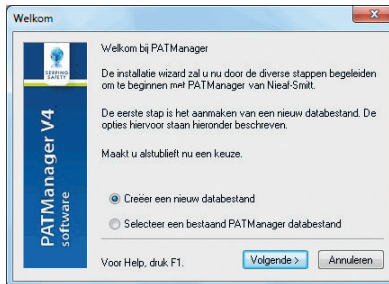 Welkom
SERVING
SAFETY
PATManager V4
software
Welkom bij PATManager
De installatie wizard zal u nu door de diverse stappen begeleiden
om te beginnen met PATManager van Nieaf-Smitt.
De eerste stap is het aanmaken van een nieuw databestand. De
opties hiervoor staan hieronder beschreven.
Maakt u alstublieft nu een keuze.
Creëer een nieuw databestand
Selecteer een bestaand PATManager databestand
Voor Help, druk F1.
Volgende >
Annuleren